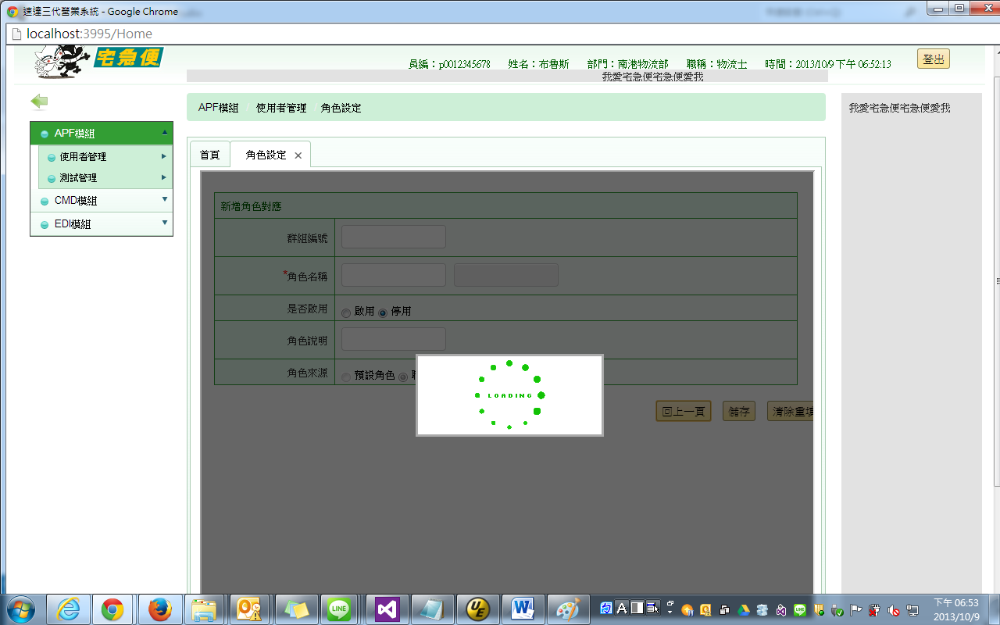 速達三代營業系統 - Google Chrome
localhost:3995/Home
宅急便
員編：p0012345678 姓名：布魯斯 部門：南港物流部 職稱：物流士 時間：2013/10/9 下午 06:52:13
登出
我愛宅急便宅急便愛我
APF模組 / 使用者管理 / 角色設定
我愛宅急便宅急便愛我
APF模組
使用者管理
測試管理
CMD模組
EDI模組
首頁 角色設定 ×
新增角色對應
群組編號
*角色名稱
是否啟用 啟用 停用
角色說明
角色來源 預設角色
LOADING
回上一頁 儲存 清除重填
LINE
UE
W
A
下午 06:53
2013/10/9